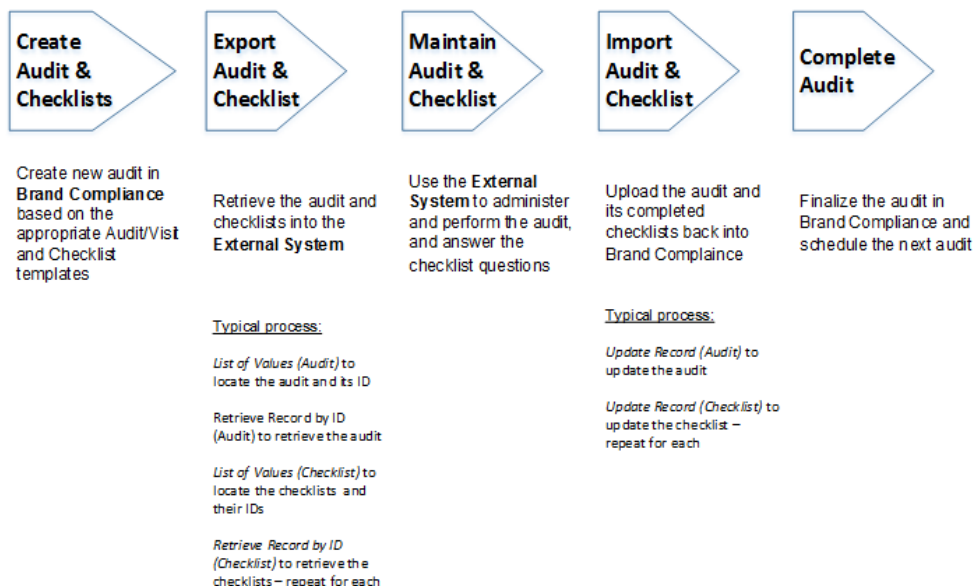 Create
Audit &
Checklists
Export
Audit &
Checklist
Maintain
Audit &
Checklist
Import
Audit &
Checklist
Complete
Audit
Create new audit in
Brand Compliance
based on the
appropriate Audit/Visit
and Checklist
templates
Retrieve the audit and
checklists into the
External System
Use the External
System to administer
and perform the audit,
and answer the
checklist questions
Upload the audit and
its completed
checklists back into
Brand Complaince
Finalize the audit in
Brand Compliance and
schedule the next audit
Typical process:
List of Values (Audit) to
locate the audit and its ID
Retrieve Record by ID
(Audit) to retrieve the audit
List of Values (Checklist) to
locate the checklists and
their IDs
Retrieve Record by ID
(Checklist) to retrieve the
checklists – repeat for each
Typical process:
Update Record (Audit) to
update the audit
Update Record (Checklist) to
update the checklist –
repeat for each